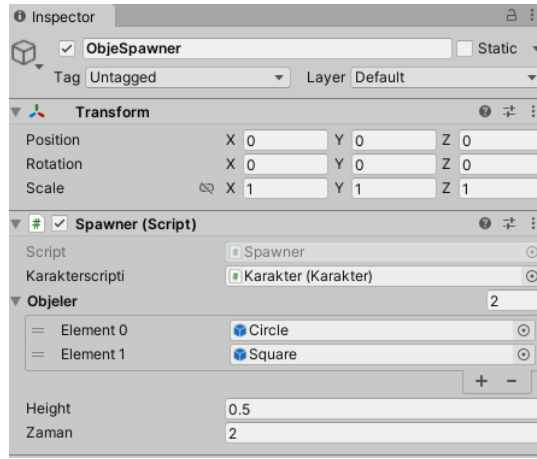 Inspector
ObjeSpawner Static
Tag Untagged Layer Default
Transform
Position X 0 Y 0 Z 0
Rotation X 0 Y 0 Z 0
Scale X 1 Y 1 Z 1
# Spawner (Script)
Script # Spawner
Karakterscripti # Karakter (Karakter)
Objeler 2
Element 0 Circle
Element 1 Square
+ -
Height 0.5
Zaman 2